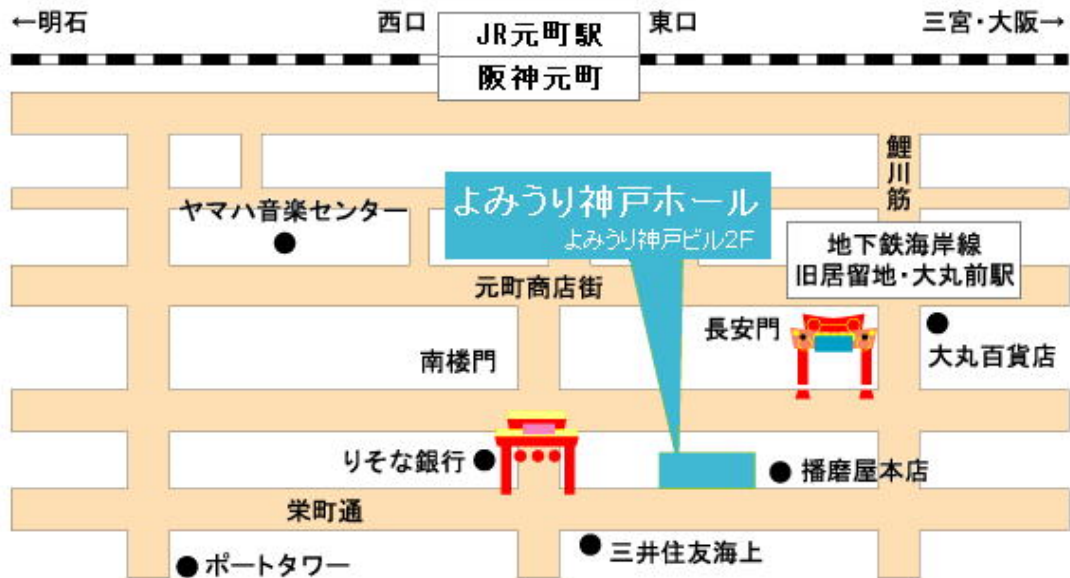 ←明石
西口
JR元町駅
東口
三宮・大阪→
阪神元町
鯉川筋
よみうり神戸ホール
よみうり神戸ビル2F
ヤマハ音楽センター
地下鉄海岸線
旧居留地・大丸前駅
元町商店街
長安門
大丸百貨店
南楼門
りそな銀行
播磨屋本店
栄町通
三井住友海上
ポートタワー